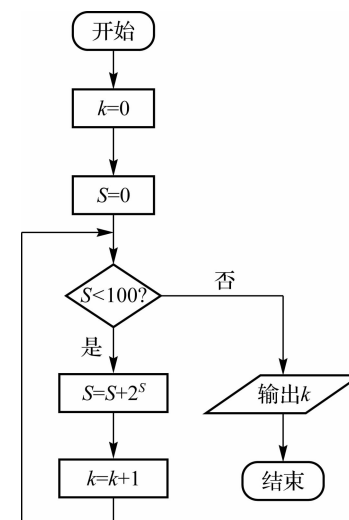 开始
k=0
S=0
S<100?
否
是
S=S+2^S
输出k
k=k+1
结束